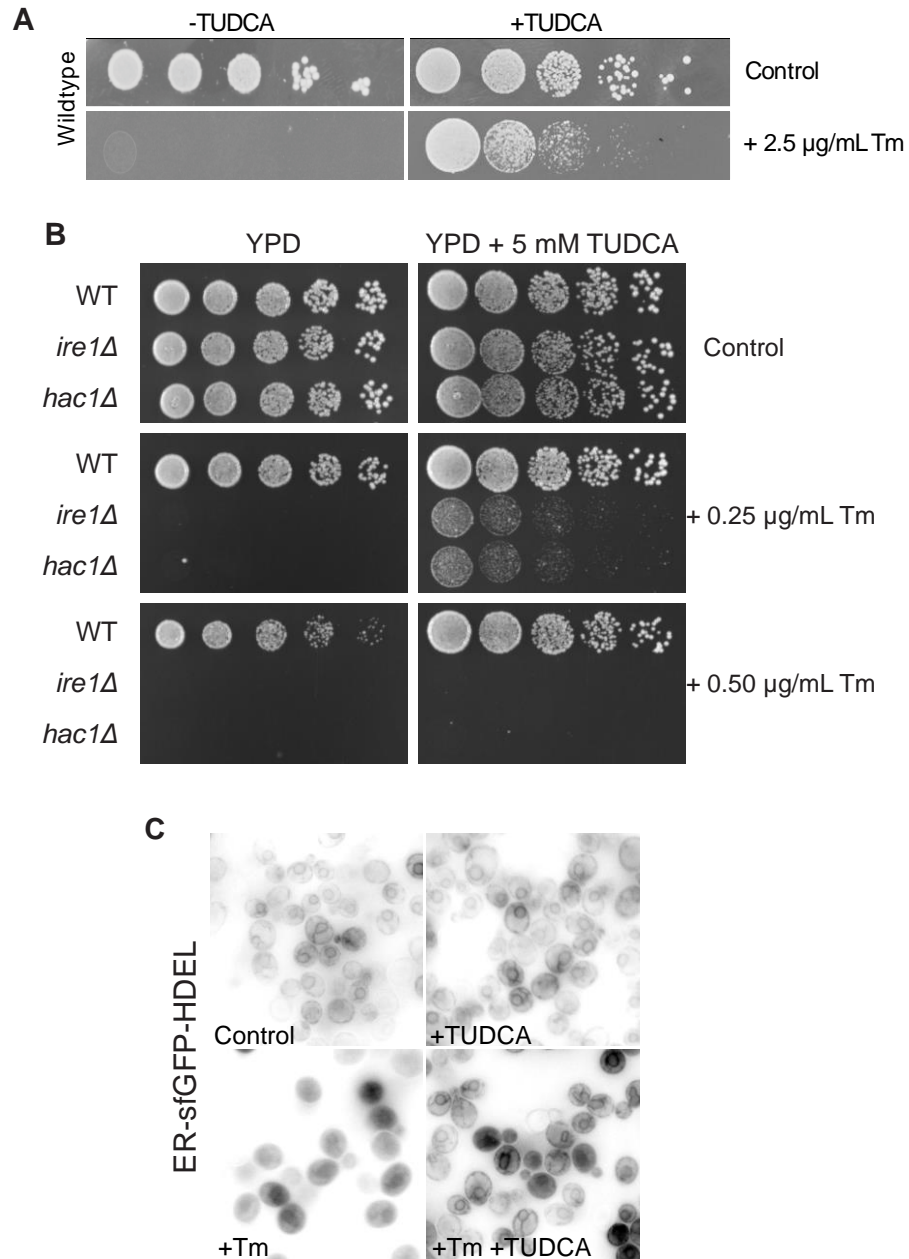 A
-TUDCA
+TUDCA
Wildtype
Control
+ 2.5 µg/mL Tm
B
YPD
YPD + 5 mM TUDCA
WT
ire1Δ
hac1Δ
Control
WT
ire1Δ
hac1Δ
+ 0.25 µg/mL Tm
WT
ire1Δ
hac1Δ
+ 0.50 µg/mL Tm
C
ER-sfGFP-HDEL
Control
+TUDCA
+Tm
+Tm +TUDCA